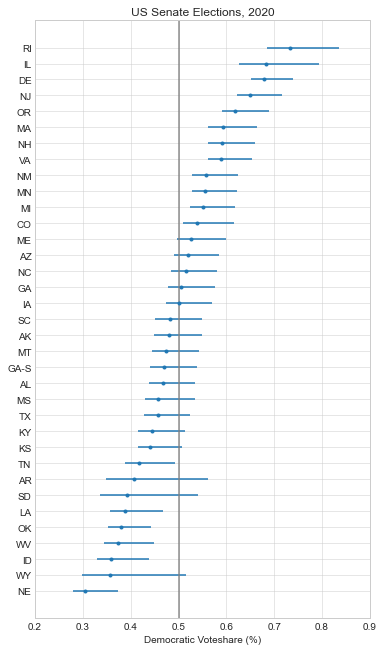 US Senate Elections, 2020
RI
IL
DE
NJ
OR
MA
NH
VA
NM
MN
MI
CO
ME
AZ
NC
GA
IA
SC
AK
MT
GA-S
AL
MS
TX
KY
KS
TN
AR
SD
LA
OK
WV
ID
WY
NE
0.2 0.3 0.4 0.5 0.6 0.7 0.8 0.9
Democratic Voteshare (%)